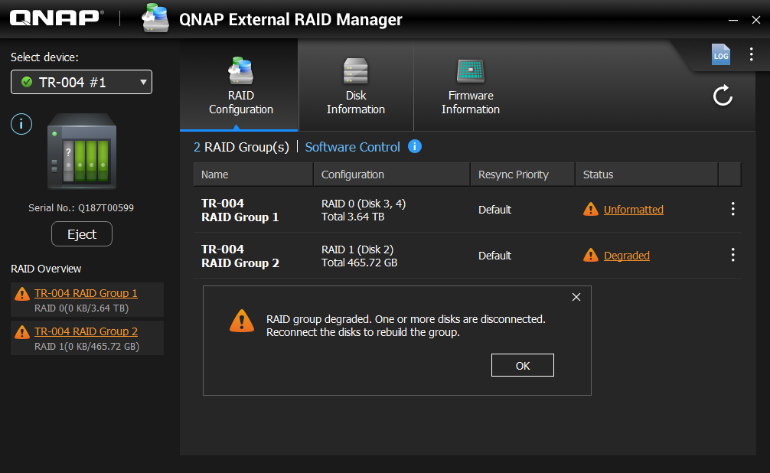 QNAP QNAP External RAID Manager
Select device:
TR-004 #1
Serial No.: Q187T00599
Eject
RAID Overview
TR-004 RAID Group 1
RAID 0(0 KB/3.64 TB)
TR-004 RAID Group 2
RAID 1(0 KB/465.72 GB)
RAID
Configuration
Disk
Information
Firmware
Information
LOG
2 RAID Group(s) | Software Control
Name Configuration Resync Priority Status
TR-004
RAID Group 1
RAID 0 (Disk 3, 4)
Total 3.64 TB
Default
Unformatted
TR-004
RAID Group 2
RAID 1 (Disk 2)
Total 465.72 GB
Default
Degraded
RAID group degraded. One or more disks are disconnected.
Reconnect the disks to rebuild the group.
OK